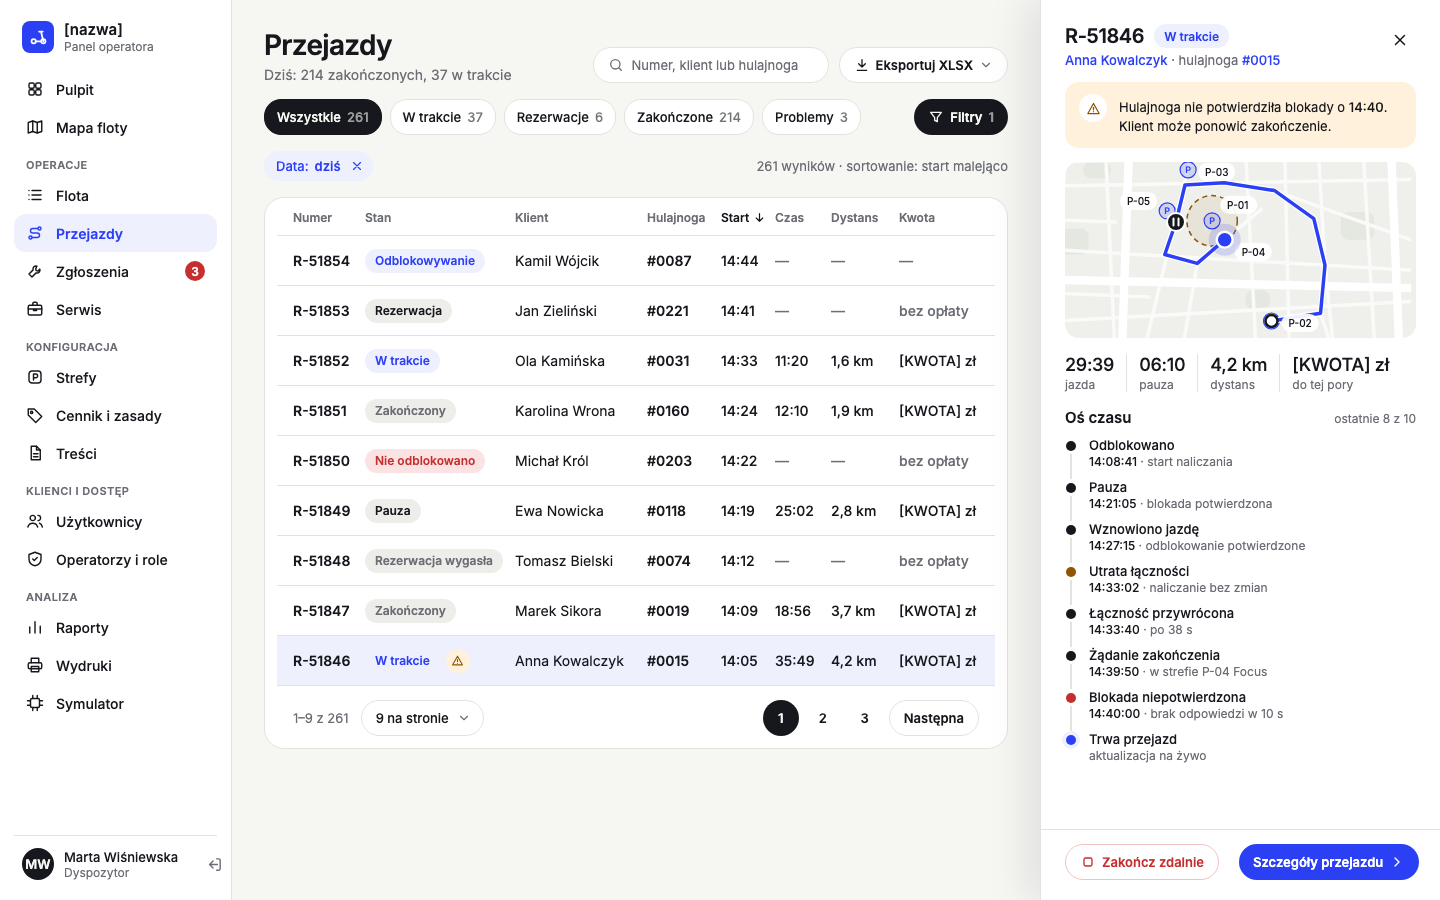 [nazwa]
Panel operatora
Pulpit
Mapa floty
OPERACJE
Flota
Przejazdy
Zgłoszenia 3
Serwis
KONFIGURACJA
Strefy
Cennik i zasady
Treści
KLIENCI I DOSTĘP
Użytkownicy
Operatorzy i role
ANALIZA
Raporty
Wydruki
Symulator
MW
Marta Wiśniewska
Dyspozytor
Przejazdy
Dziś: 214 zakończonych, 37 w trakcie
Numer, klient lub hulajnoga
Eksportuj XLSX
Wszystkie 261 W trakcie 37 Rezerwacje 6 Zakończone 214 Problemy 3 Filtry 1
Data: dziś
261 wyników · sortowanie: start malejąco
Numer Stan Klient Hulajnoga Start Czas Dystans Kwota
R-51854 Odblokowywanie Kamil Wójcik #0087 14:44 — — —
R-51853 Rezerwacja Jan Zieliński #0221 14:41 — — bez opłaty
R-51852 W trakcie Ola Kamińska #0031 14:33 11:20 1,6 km [KWOTA] zł
R-51851 Zakończony Karolina Wrona #0160 14:24 12:10 1,9 km [KWOTA] zł
R-51850 Nie odblokowano Michał Król #0203 14:22 — — bez opłaty
R-51849 Pauza Ewa Nowicka #0118 14:19 25:02 2,8 km [KWOTA] zł
R-51848 Rezerwacja wygasła Tomasz Bielski #0074 14:12 — — bez opłaty
R-51847 Zakończony Marek Sikora #0019 14:09 18:56 3,7 km [KWOTA] zł
R-51846 W trakcie Anna Kowalczyk #0015 14:05 35:49 4,2 km [KWOTA] zł
1–9 z 261 9 na stronie 1 2 3 Następna
R-51846 W trakcie
Anna Kowalczyk · hulajnoga #0015
Hulajnoga nie potwierdziła blokady o 14:40.
Klient może ponowić zakończenie.
P P-03
P-05 P
P-01
P
P-04
P-02
29:39 06:10 4,2 km [KWOTA] zł
jazda pauza dystans do tej pory
Oś czasu ostatnie 8 z 10
Odblokowano
14:08:41 · start naliczania
Pauza
14:21:05 · blokada potwierdzona
Wznowiono jazdę
14:27:15 · odblokowanie potwierdzone
Utrata łączności
14:33:02 · naliczanie bez zmian
Łączność przywrócona
14:33:40 · po 38 s
Żądanie zakończenia
14:39:50 · w strefie P-04 Focus
Blokada niepotwierdzona
14:40:00 · brak odpowiedzi w 10 s
Trwa przejazd
aktualizacja na żywo
Zakończ zdalnie
Szczegóły przejazdu